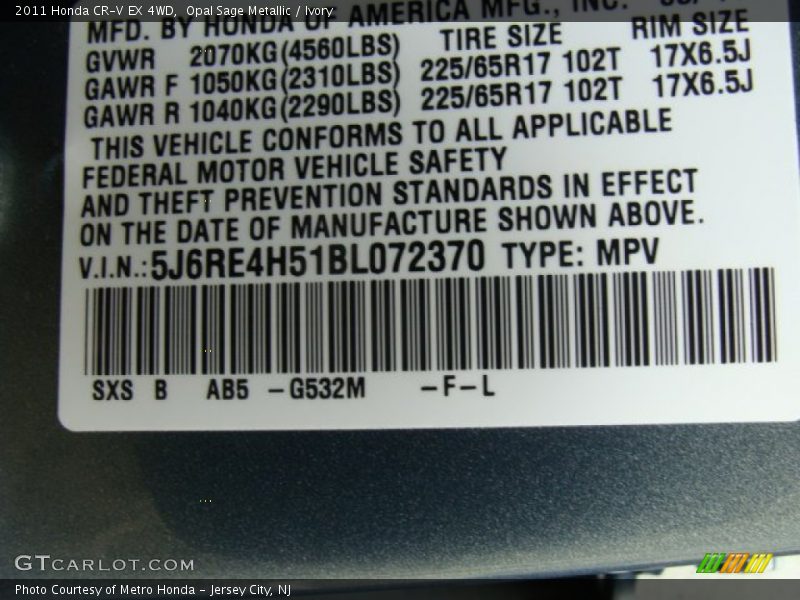 2011 Honda CR-V EX 4WD, Opal Sage Metallic / Ivory
MFD. BY HONDA OF AMERICA MFG., INC.
GVWR 2070KG(4560LBS) TIRE SIZE RIM SIZE
GAWR F 1050KG(2310LBS) 225/65R17 102T 17X6.5J
GAWR R 1040KG(2290LBS) 225/65R17 102T 17X6.5J
THIS VEHICLE CONFORMS TO ALL APPLICABLE
FEDERAL MOTOR VEHICLE SAFETY
AND THEFT PREVENTION STANDARDS IN EFFECT
ON THE DATE OF MANUFACTURE SHOWN ABOVE.
V.I.N.:5J6RE4H51BL072370 TYPE: MPV
SXS B AB5 -G532M -F-L
GTCARLOT.COM
Photo Courtesy of Metro Honda - Jersey City, NJ